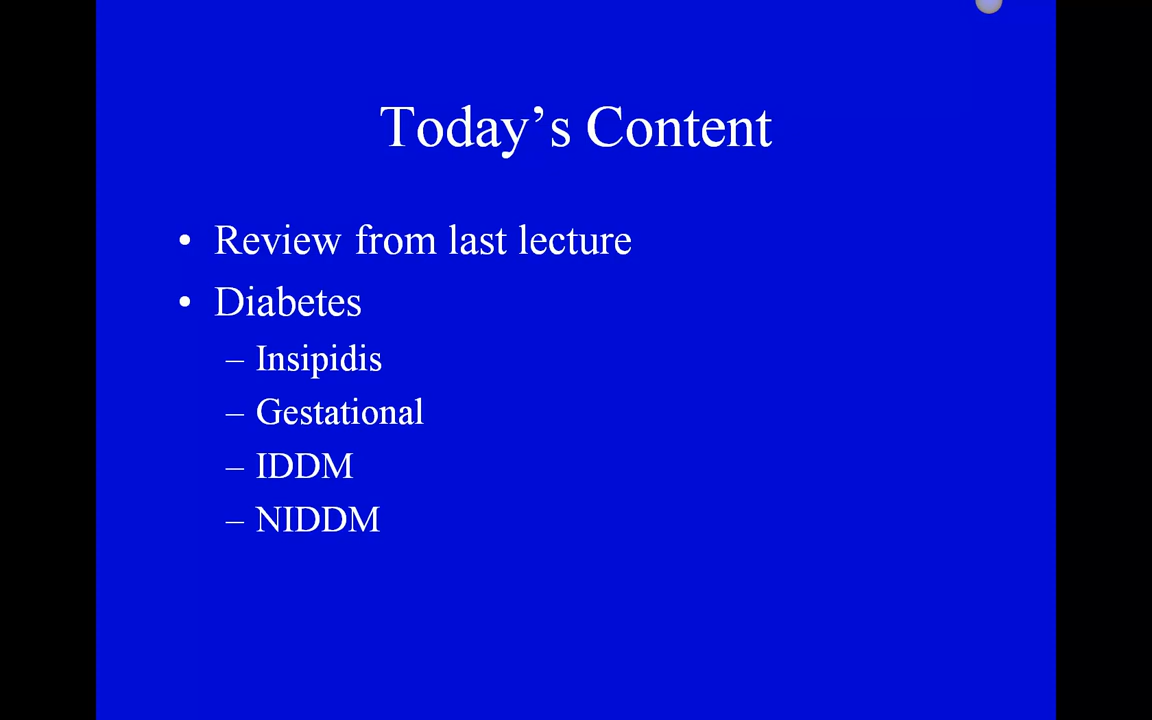 Today’s Content
• Review from last lecture
• Diabetes
– Insipidis
– Gestational
– IDDM
– NIDDM